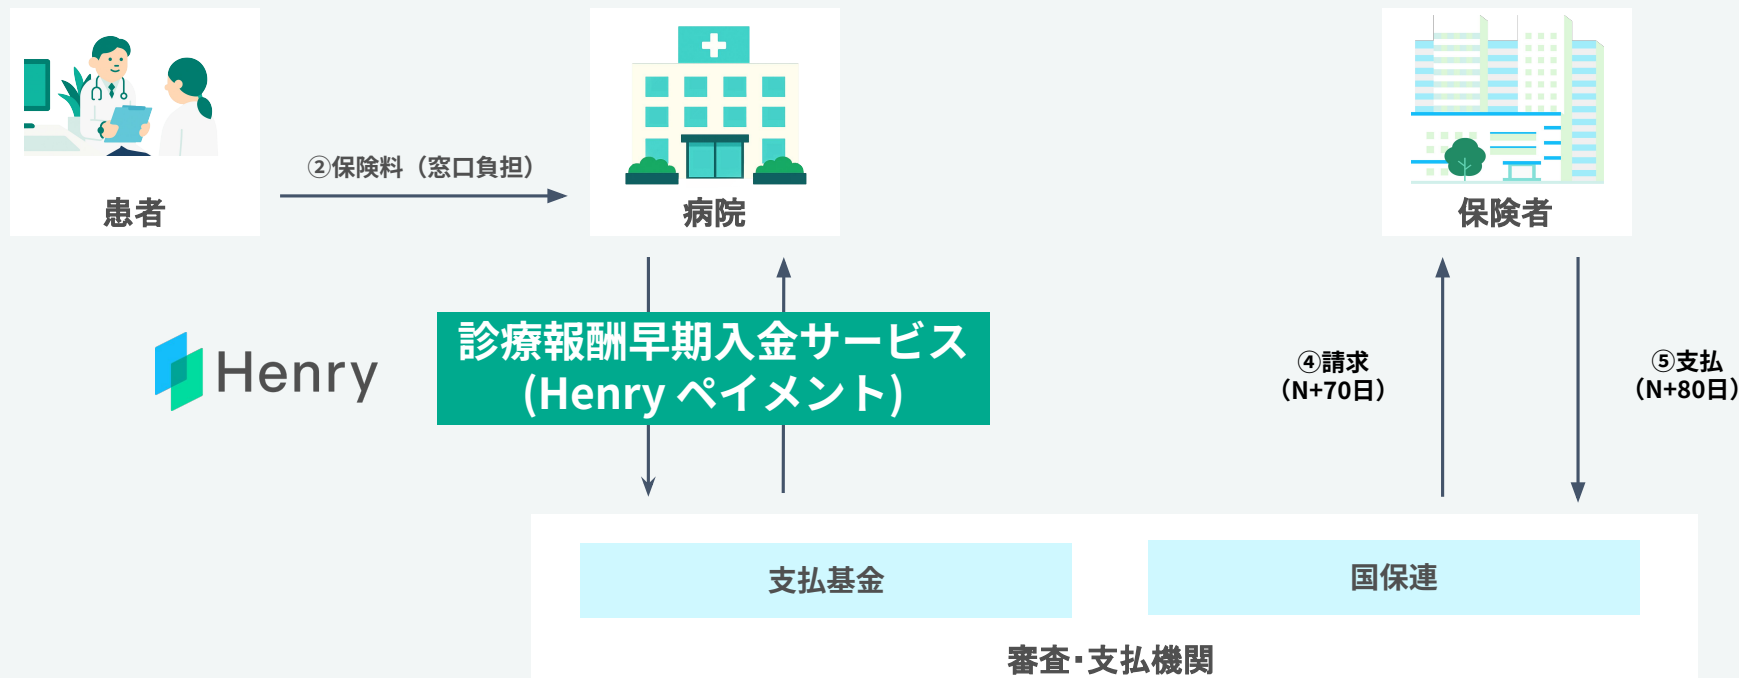 ②保険料（窓口負担）
患者
病院
保険者
Henry
診療報酬早期入金サービス
(Henry ペイメント)
④請求
（N+70日）
⑤支払
（N+80日）
支払基金
国保連
審査・支払機関